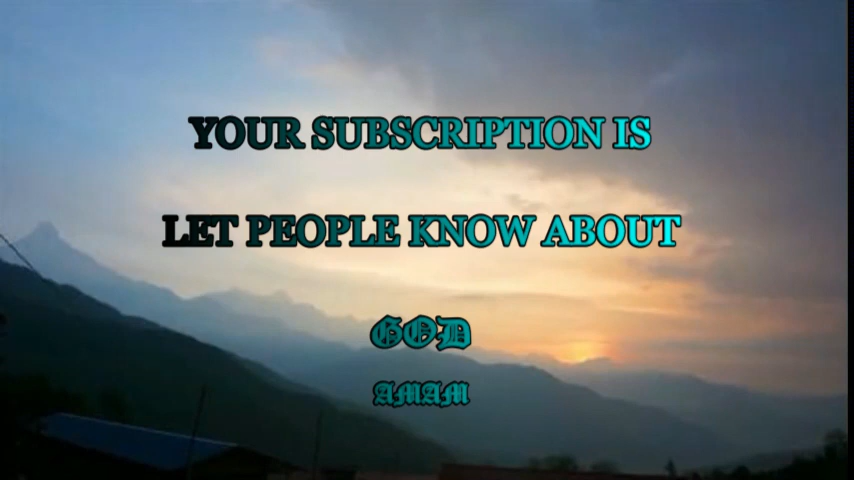 YOUR SUBSCRIPTION IS
LET PEOPLE KNOW ABOUT
GOD
AMAM